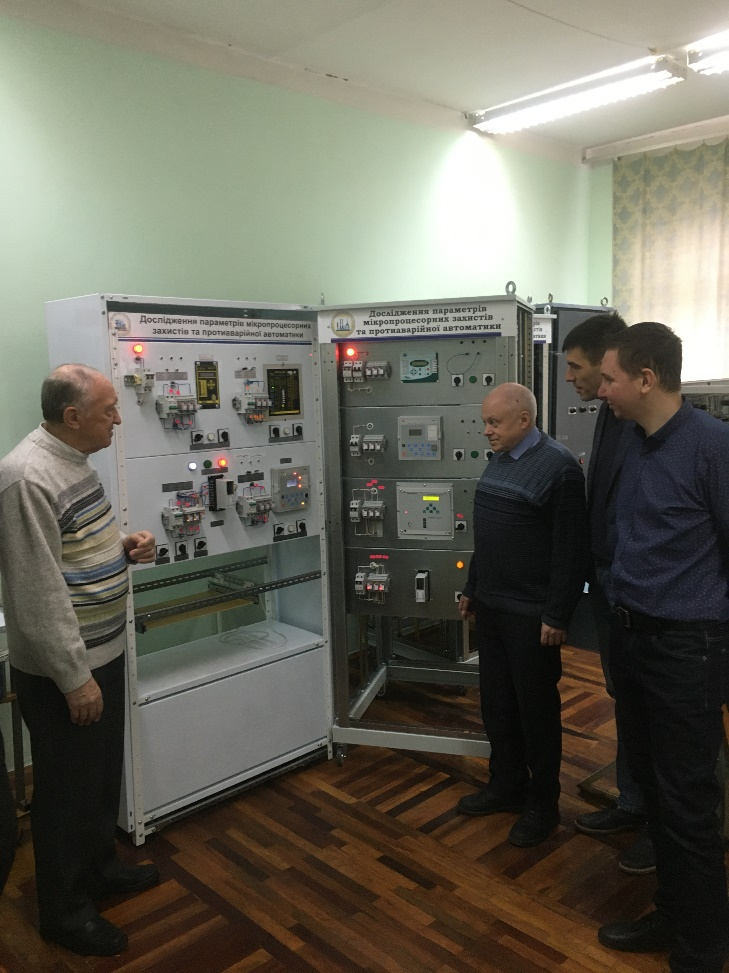 Дослідження параметрів мікропроцесорних
захистів та протиаварійної автоматики
Дослідження параметрів
мікропроцесорних захистів
та протиаварійної автоматики